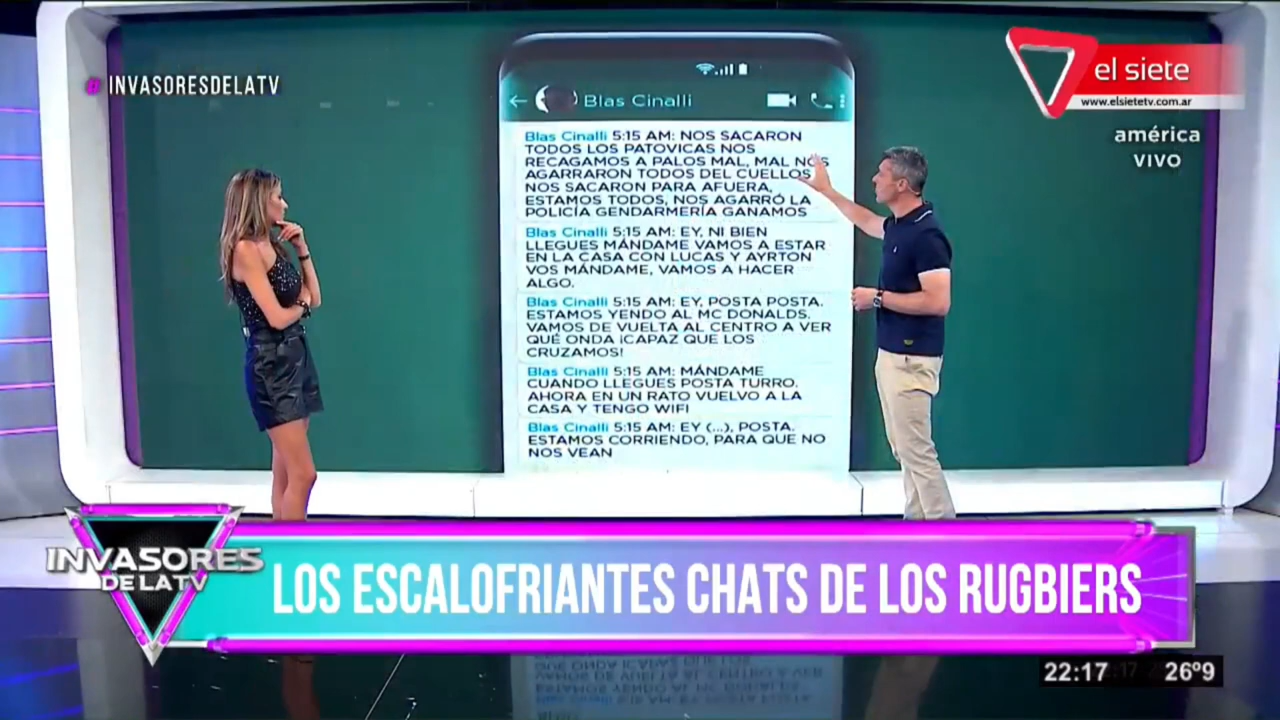 #INVASORESDELATV
el siete
www.elsietetv.com.ar
américa
VIVO
Blas Cinalli
Blas Cinalli 5:15 AM: NOS SACARON
TODOS LOS PATOVICAS NOS
RECAGAMOS A PALOS MAL, MAL NOS
AGARRARON TODOS DEL CUELLOS
NOS SACARON PARA AFUERA,
ESTAMOS TODOS, NOS AGARRÓ LA
POLICÍA GENDARMERÍA GANAMOS
Blas Cinalli 5:15 AM: EY, NI BIEN
LLEGUES MÁNDAME VAMOS A ESTAR
EN LA CASA CON LUCAS Y AYRTON
VOS MÁNDAME, VAMOS A HACER
ALGO.
Blas Cinalli 5:15 AM: EY, POSTA POSTA.
ESTAMOS YENDO AL MC DONALDS.
VAMOS DE VUELTA AL CENTRO A VER
QUÉ ONDA ¡CAPAZ QUE LOS
CRUZAMOS!
Blas Cinalli 5:15 AM: MÁNDAME
CUANDO LLEGUES POSTA TURRO.
AHORA EN UN RATO VUELVO A LA
CASA Y TENGO WIFI
Blas Cinalli 5:15 AM: EY (...), POSTA.
ESTAMOS CORRIENDO, PARA QUE NO
NOS VEAN
INVASORES
DE LA TV
LOS ESCALOFRIANTES CHATS DE LOS RUGBIERS
22:17 26°9